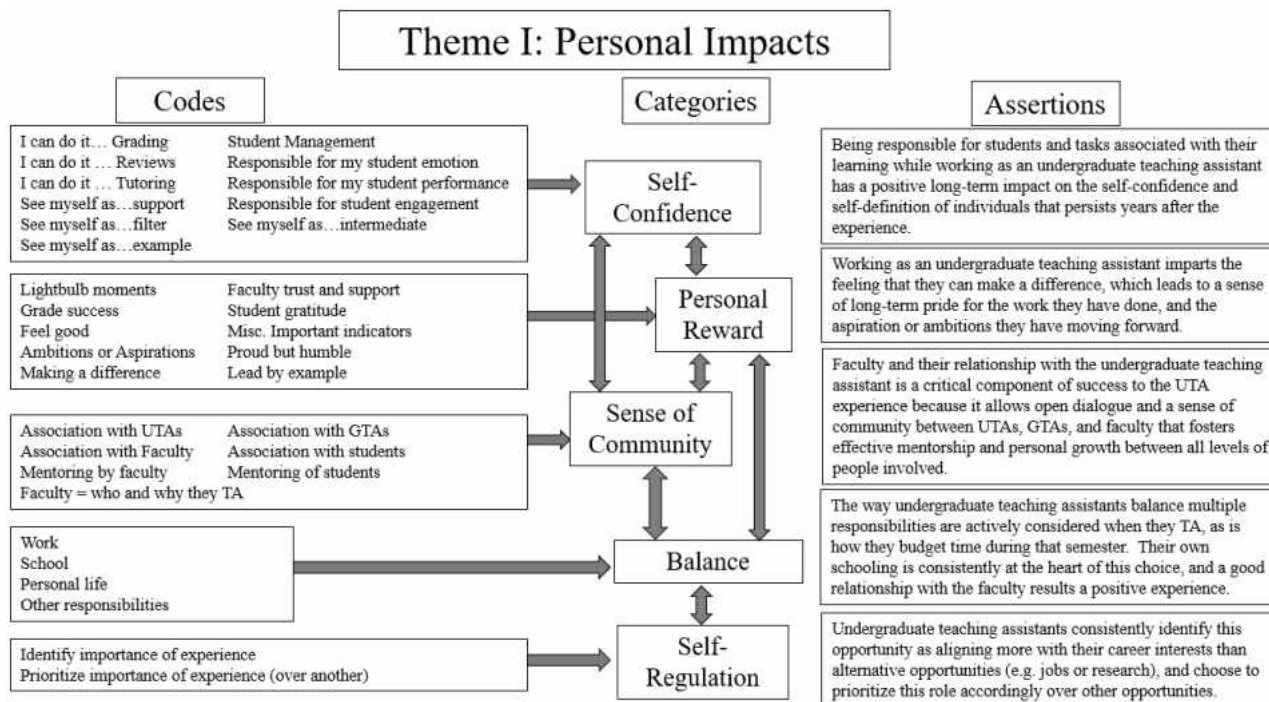 Theme I: Personal Impacts
Codes
Categories
Assertions
I can do it… Grading
I can do it … Reviews
I can do it … Tutoring
See myself as…support
See myself as…filter
See myself as…example
Student Management
Responsible for my student emotion
Responsible for my student performance
Responsible for student engagement
See myself as…intermediate
Self-
Confidence
Being responsible for students and tasks associated with their
learning while working as an undergraduate teaching assistant
has a positive long-term impact on the self-confidence and
self-definition of individuals that persists years after the
experience.
Lightbulb moments
Grade success
Feel good
Ambitions or Aspirations
Making a difference
Faculty trust and support
Student gratitude
Misc. Important indicators
Proud but humble
Lead by example
Personal
Reward
Working as an undergraduate teaching assistant imparts the
feeling that they can make a difference, which leads to a sense
of long-term pride for the work they have done, and the
aspiration or ambitions they have moving forward.
Association with UTAs
Association with Faculty
Mentoring by faculty
Faculty = who and why they TA
Association with GTAs
Association with students
Mentoring of students
Sense of
Community
Faculty and their relationship with the undergraduate teaching
assistant is a critical component of success to the UTA
experience because it allows open dialogue and a sense of
community between UTAs, GTAs, and faculty that fosters
effective mentorship and personal growth between all levels of
people involved.
Work
School
Personal life
Other responsibilities
Balance
The way undergraduate teaching assistants balance multiple
responsibilities are actively considered when they TA, as is
how they budget time during that semester. Their own
schooling is consistently at the heart of this choice, and a good
relationship with the faculty results a positive experience.
Identify importance of experience
Prioritize importance of experience (over another)
Self-
Regulation
Undergraduate teaching assistants consistently identify this
opportunity as aligning more with their career interests than
alternative opportunities (e.g. jobs or research), and choose to
prioritize this role accordingly over other opportunities.